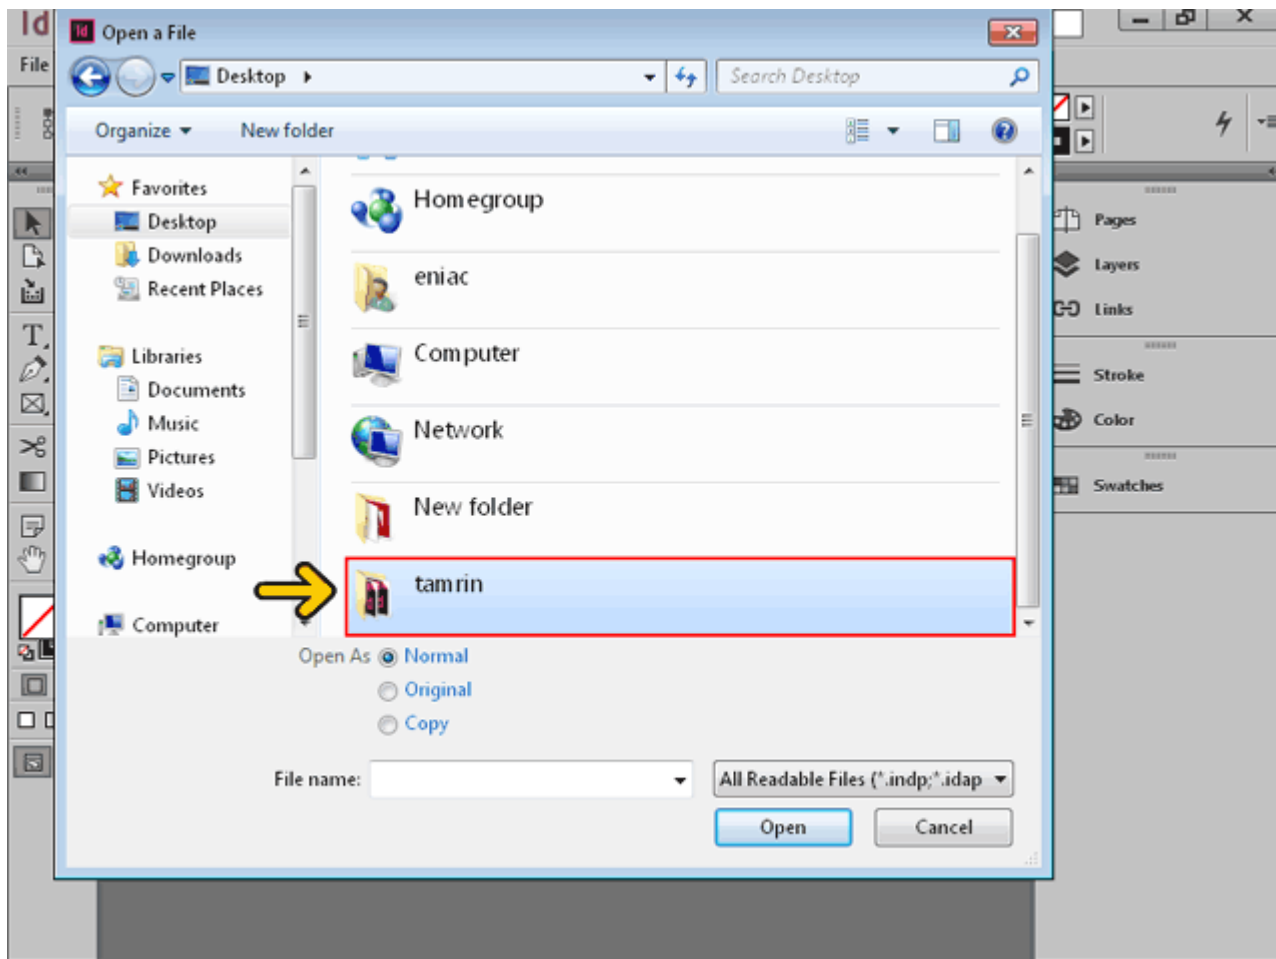 Id
Id Open a File
File
Desktop
Search Desktop
Organize
New folder
Favorites
Desktop
Downloads
Recent Places
Libraries
Documents
Music
Pictures
Videos
Homegroup
Computer
Homegroup
eniac
Computer
Network
New folder
tamrin
Open As Normal
Original
Copy
File name:
All Readable Files (*.indp;*.idap
Open
Cancel
Pages
Layers
Links
Stroke
Color
Swatches